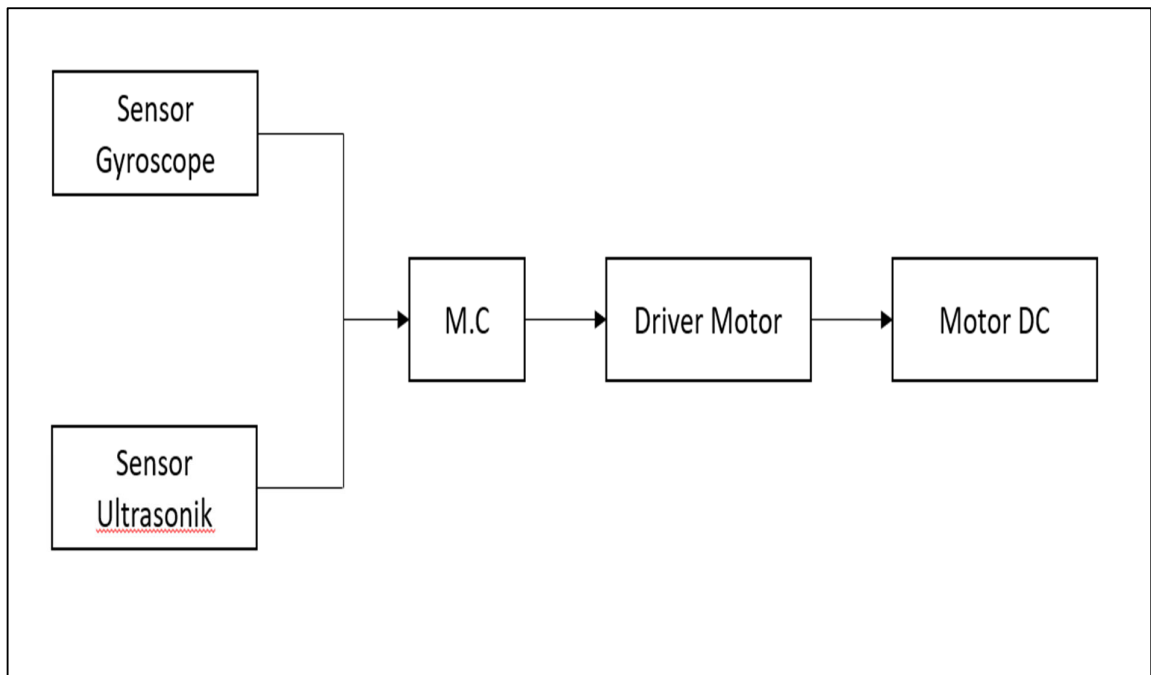 Sensor
Gyroscope
M.C
Driver Motor
Motor DC
Sensor
Ultrasonik